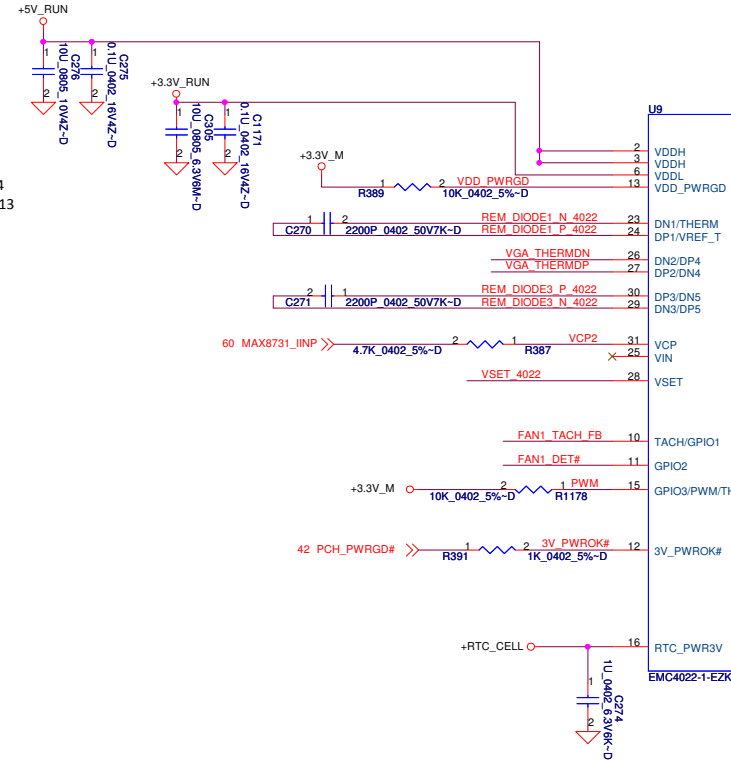 +5V_RUN
1
1
C276
10U_0805_10V4Z~D
C275
0.1U_0402_16V4Z~D
2
2
+3.3V_RUN
1
1
C305
10U_0805_6.3V6M~D
C1171
0.1U_0402_16V4Z~D
2
2
4
13
U9
+3.3V_M
2 VDDH
3 VDDH
6 VDDL
R389 1 2 VDD_PWRGD 13 VDD_PWRGD
10K_0402_5%~D
1 2 REM_DIODE1_N_4022 23 DN1/THERM
C270 2200P_0402_50V7K~D REM_DIODE1_P_4022 24 DP1/VREF_T
VGA_THERMDN 26 DN2/DP4
VGA_THERMDP 27 DP2/DN4
2 1 REM_DIODE3_P_4022 30 DP3/DN5
C271 2200P_0402_50V7K~D REM_DIODE3_N_4022 29 DN3/DP5
60 MAX8731_IINP 2 1 VCP2 31 VCP
4.7K_0402_5%~D R387 25 VIN
VSET_4022 28 VSET
FAN1_TACH_FB 10 TACH/GPIO1
FAN1_DET# 11 GPIO2
+3.3V_M 2 1 PWM 15 GPIO3/PWM/TH
10K_0402_5%~D R1178
42 PCH_PWRGD# 1 2 3V_PWROK# 12 3V_PWROK#
R391 1K_0402_5%~D
+RTC_CELL 16 RTC_PWR3V
EMC4022-1-EZK
1
C274
1U_0402_6.3V6K~D
2